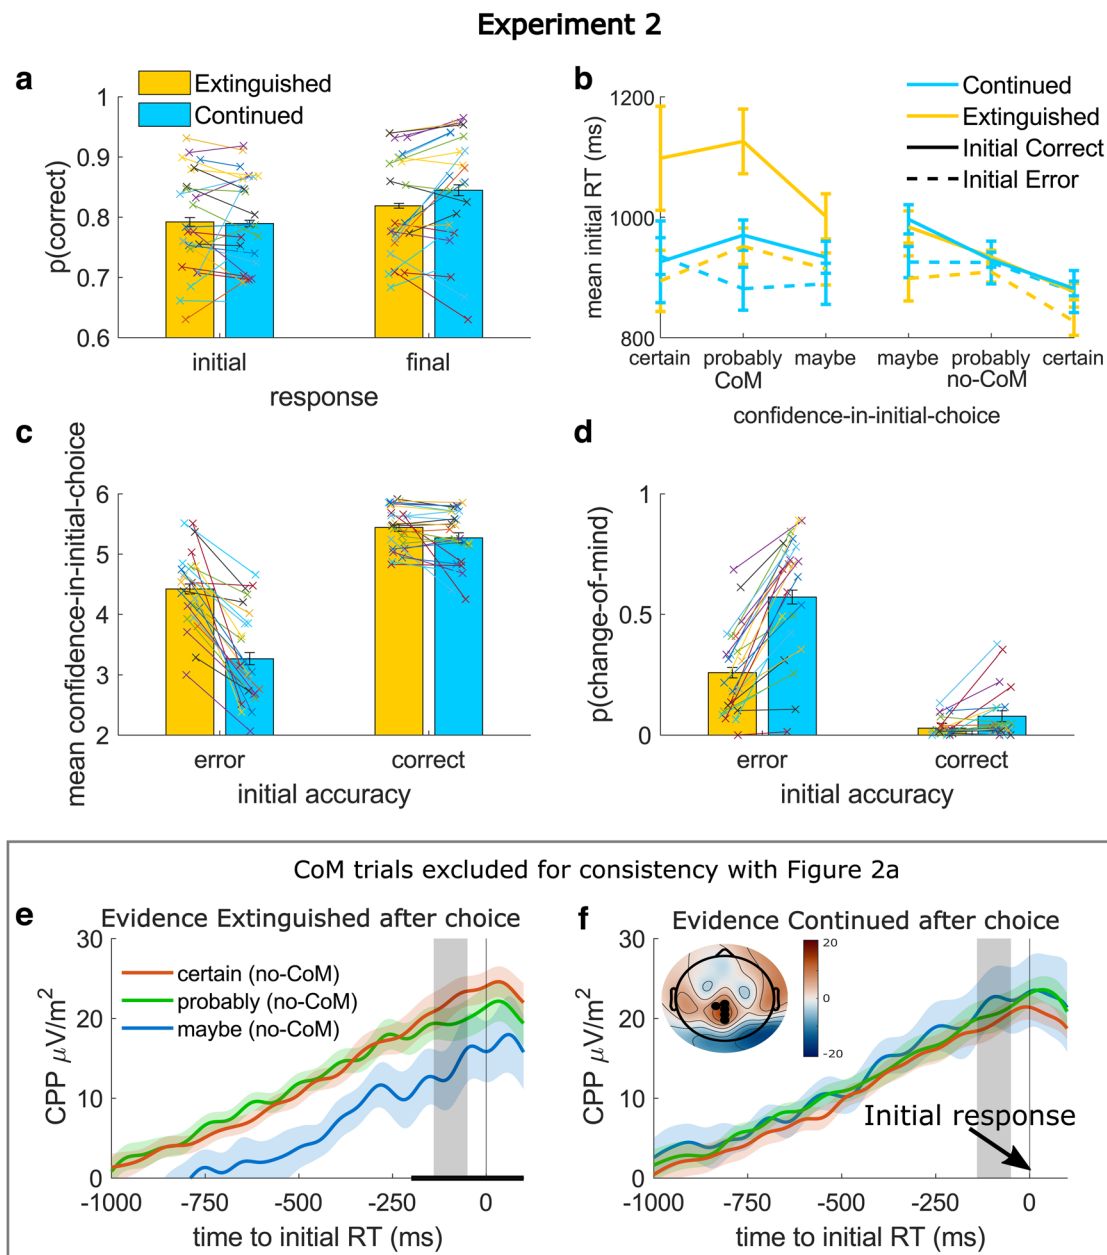 Experiment 2
a
Extinguished
Continued
1
0.9
0.8
0.7
0.6
p(correct)
initial
final
response
b
Continued
Extinguished
Initial Correct
Initial Error
1200
1000
800
mean initial RT (ms)
certain probably maybe maybe probably certain
CoM no-CoM
confidence-in-initial-choice
c
6
5
4
3
2
mean confidence-in-initial-choice
error
correct
initial accuracy
d
1
0.5
0
p(change-of-mind)
error
correct
initial accuracy
CoM trials excluded for consistency with Figure 2a
e
Evidence Extinguished after choice
30
20
10
0
CPP μV/m²
certain (no-CoM)
probably (no-CoM)
maybe (no-CoM)
-1000 -750 -500 -250 0
time to initial RT (ms)
f
Evidence Continued after choice
30
20
10
0
CPP μV/m²
20
0
-20
Initial response
-1000 -750 -500 -250 0
time to initial RT (ms)